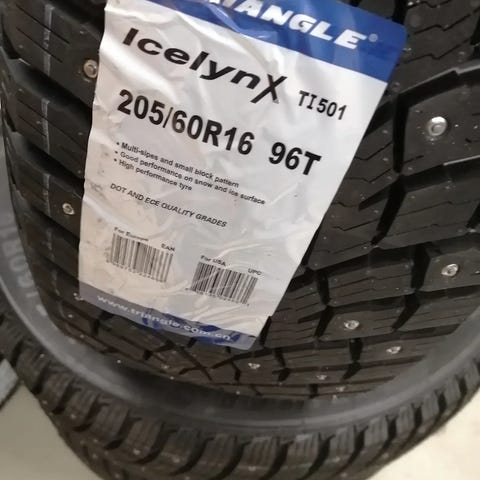 TRIANGLE®
IcelynX TI501
205/60R16 96T
• Multi-sipes and small block pattern
• Good performance on snow and ice surface
• High performance tyre
DOT AND ECE QUALITY GRADES
For Europe EAN
For USA UPC
www.triangle.com.cn